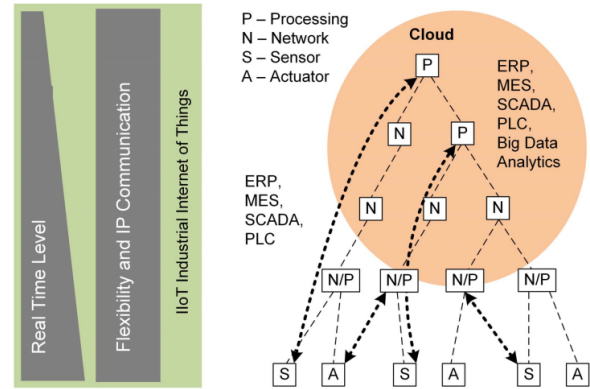 Real Time Level
Flexibility and IP Communication
IIoT Industrial Internet of Things
P – Processing
N – Network
S – Sensor
A – Actuator
Cloud
P
ERP,
MES,
SCADA,
PLC,
Big Data
Analytics
N
P
ERP,
MES,
SCADA,
PLC
N
N
N
N/P
N/P
N/P
N/P
S
A
S
A
S
A